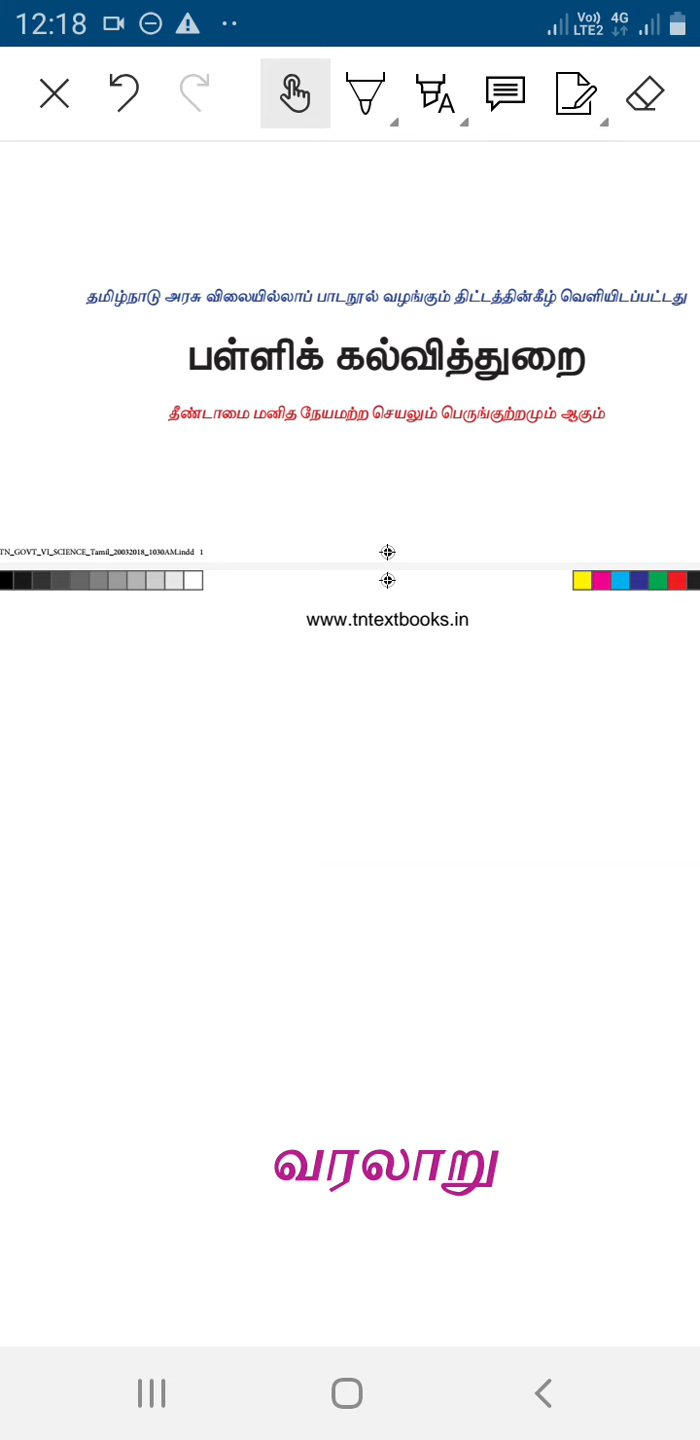 12:18
Vo)) 4G
LTE2
A
தமிழ்நாடு அரசு விலையில்லாப் பாடநூல் வழங்கும் திட்டத்தின்கீழ் வெளியிடப்பட்டது
பள்ளிக் கல்வித்துறை
தீண்டாமை மனித நேயமற்ற செயலும் பெருங்குற்றமும் ஆகும்
TN_GOVT_VI_SCIENCE_Tamil_20032018_1030AM.indd 1
www.tntextbooks.in
வரலாறு